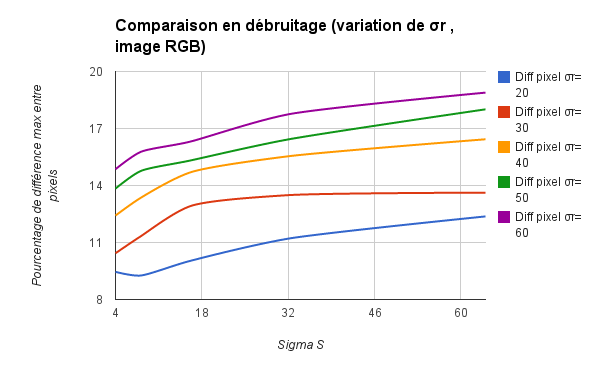 Comparaison en débruitage (variation de σr ,
image RGB)
Pourcentage de différence max entre
pixels
20
17
14
11
8
4
18
32
46
60
Sigma S
Diff pixel σr=
20
Diff pixel σr=
30
Diff pixel σr=
40
Diff pixel σr=
50
Diff pixel σr=
60